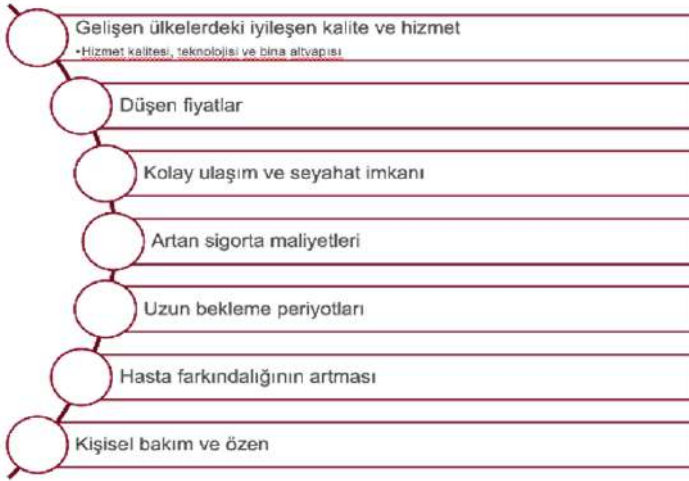 Gelişen ülkelerdeki iyileşen kalite ve hizmet
•Hizmet kalitesi, teknolojisi ve bina altyapısı
Düşen fiyatlar
Kolay ulaşım ve seyahat imkanı
Artan sigorta maliyetleri
Uzun bekleme periyotları
Hasta farkındalığının artması
Kişisel bakım ve özen